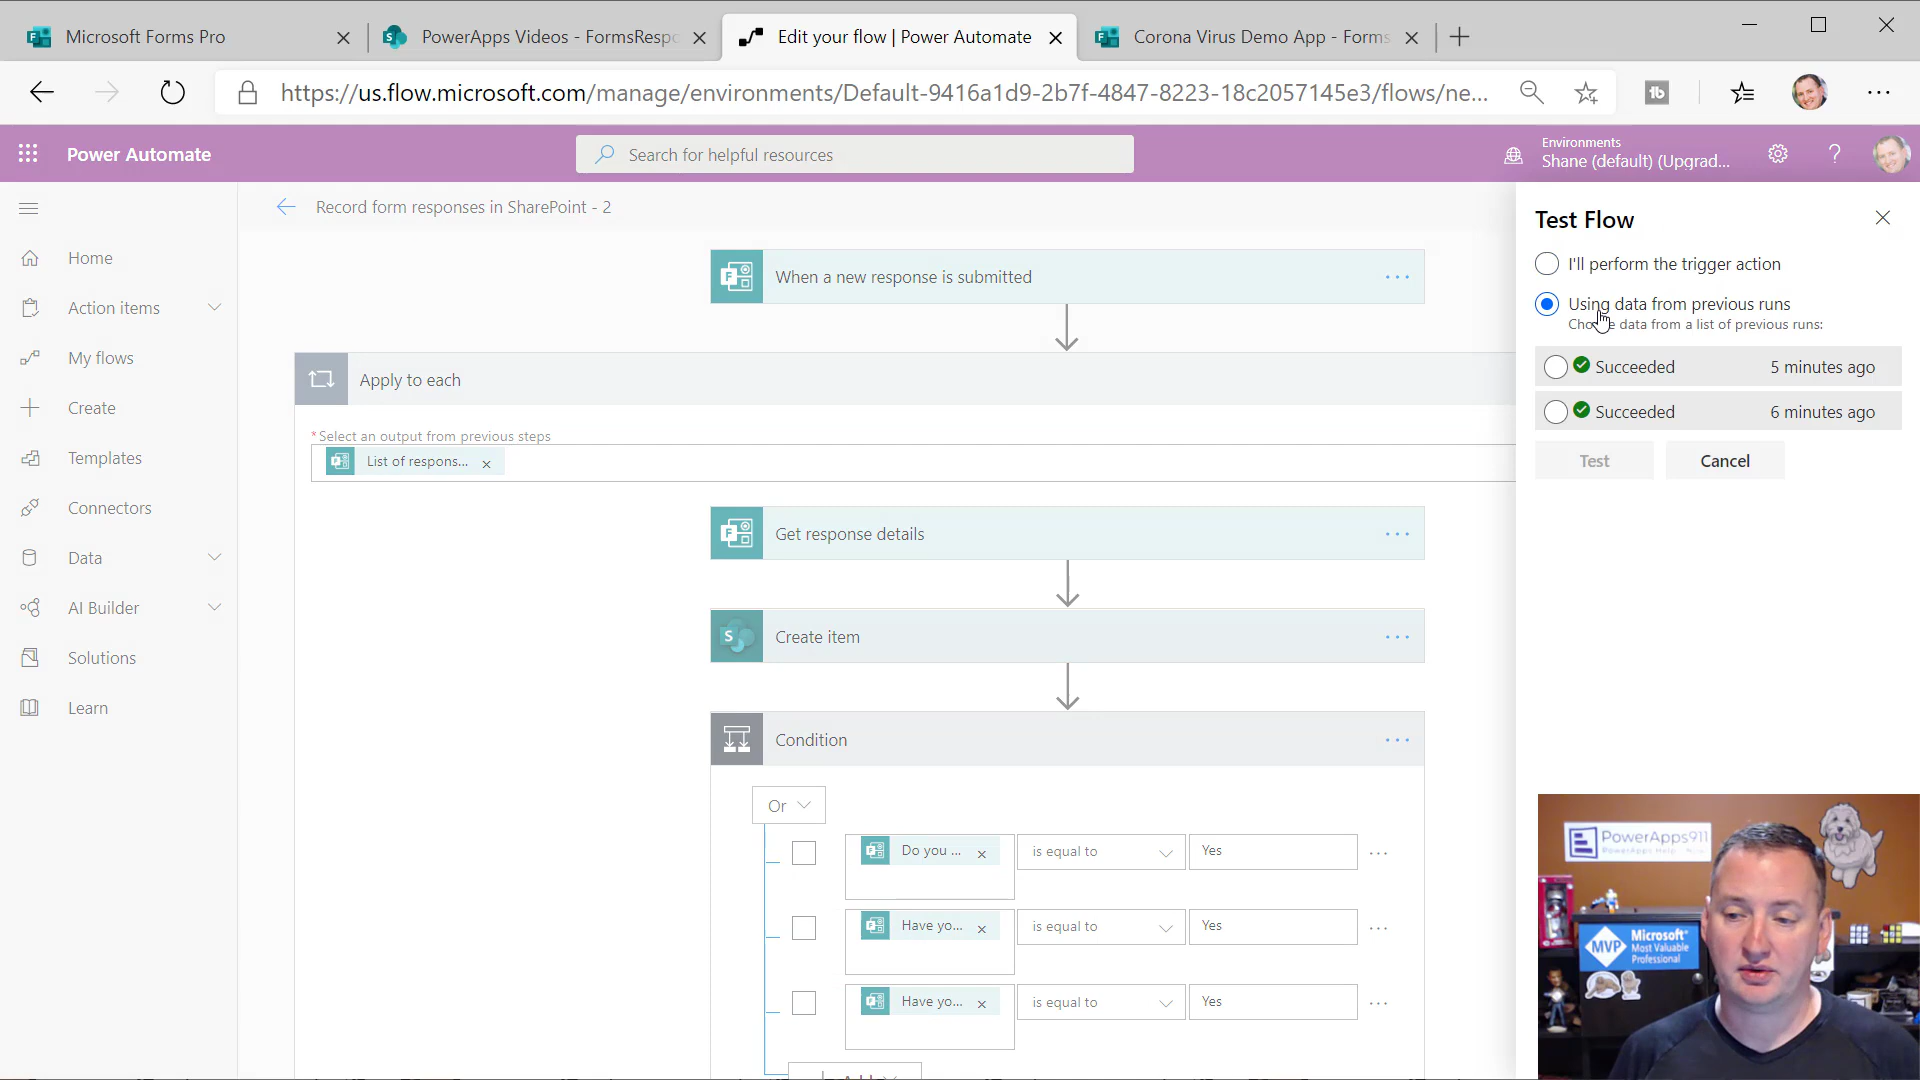 Microsoft Forms Pro
PowerApps Videos - FormsRespo
Edit your flow | Power Automate
Corona Virus Demo App - Forms
https://us.flow.microsoft.com/manage/environments/Default-9416a1d9-2b7f-4847-8223-18c2057145e3/flows/ne...
Power Automate
Search for helpful resources
Environments
Shane (default) (Upgrad...
Record form responses in SharePoint - 2
Home
Action items
My flows
Create
Templates
Connectors
Data
AI Builder
Solutions
Learn
When a new response is submitted
Apply to each
* Select an output from previous steps
List of respons...
Get response details
Create item
Condition
Or
Do you ...
is equal to
Yes
Have yo...
is equal to
Yes
Have yo...
is equal to
Yes
Test Flow
I'll perform the trigger action
Using data from previous runs
data from a list of previous runs:
Succeeded 5 minutes ago
Succeeded 6 minutes ago
Test
Cancel
PowerApps911
MVP
Microsoft®
Most Valuable
Professional